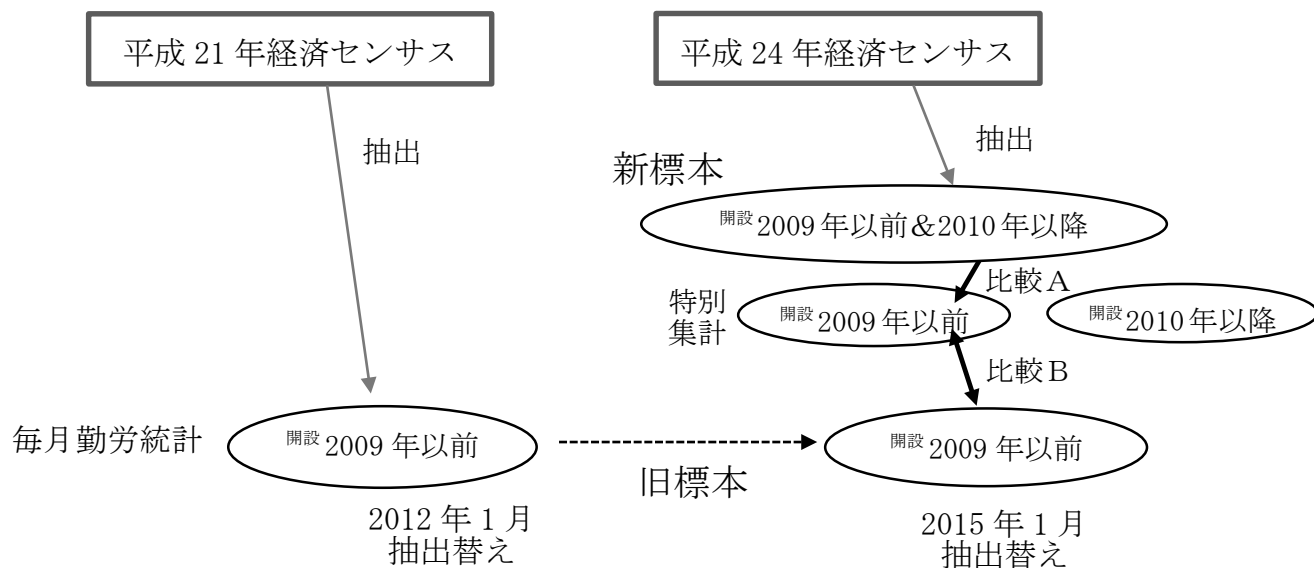 平成 21 年経済センサス
平成 24 年経済センサス
抽出
抽出
新標本
開設 2009 年以前&2010 年以降
比較A
特別
集計
開設 2009 年以前
開設 2010 年以降
比較B
毎月勤労統計
開設 2009 年以前
開設 2009 年以前
旧標本
2012 年 1 月
抽出替え
2015 年 1 月
抽出替え